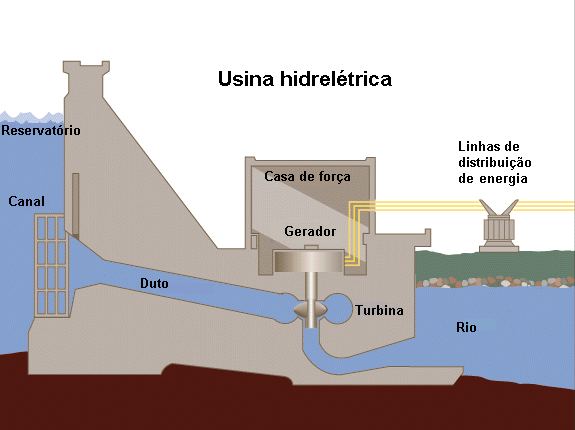 Usina hidrelétrica
Reservatório
Linhas de
distribuição
de energia
Casa de força
Canal
Gerador
Duto
Turbina
Rio